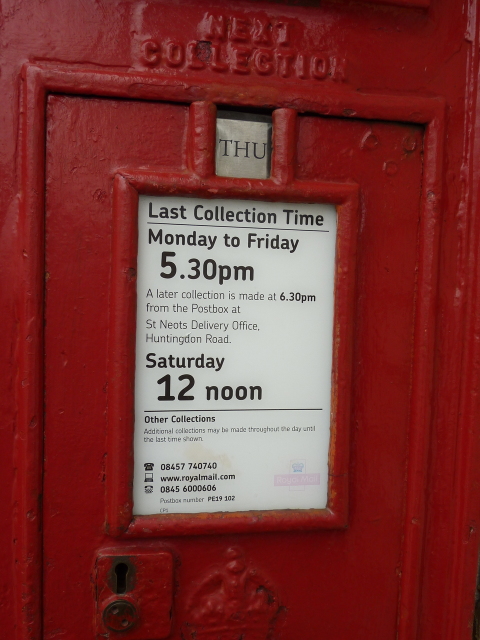 NEXT
COLLECTION
THU
Last Collection Time
Monday to Friday
5.30pm
A later collection is made at 6.30pm
from the Postbox at
St Neots Delivery Office,
Huntingdon Road.
Saturday
12 noon
Other Collections
Additional collections may be made throughout the day until
the last time shown.
08457 740740
www.royalmail.com
0845 6000606
Postbox number PE19 102
Royal Mail